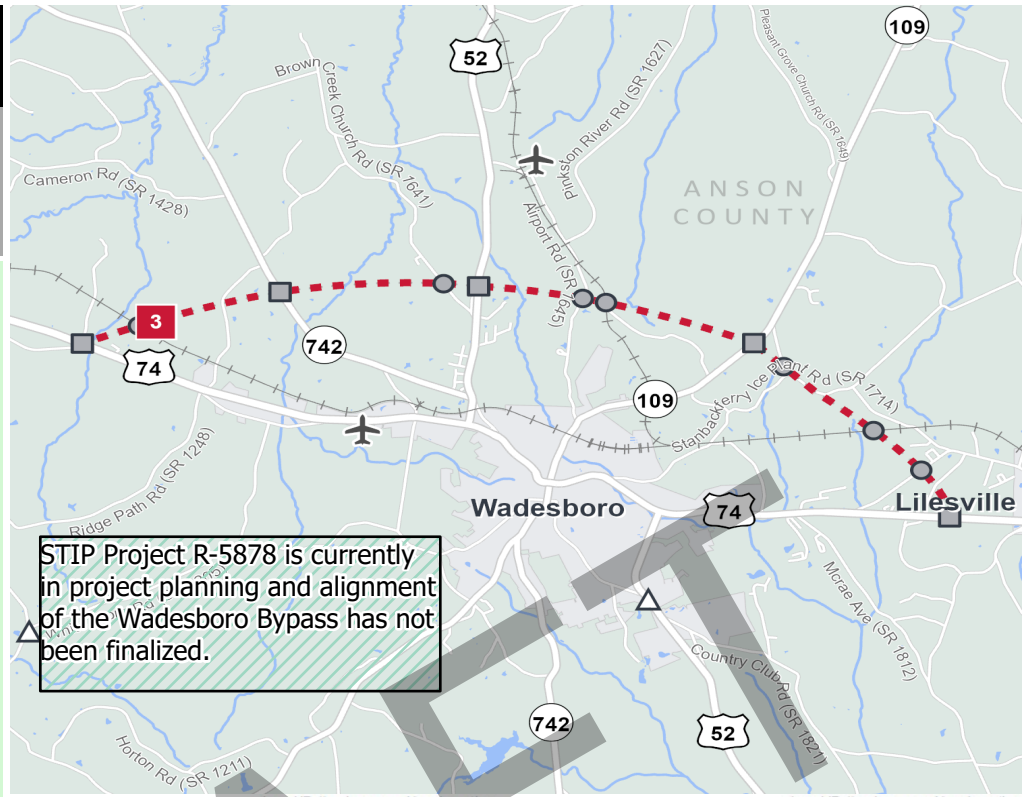 109
52
Pleasant Grove Church Rd (SR 1649)
Brown
Creek Church Rd (SR 1641)
Punkston River Rd (SR 1627)
Cameron Rd (SR 1428)
ANSON
COUNTY
Airport Rd (SR 1645)
3
74
742
109
Stanbackferry Ice Plant Rd (SR 1714)
Ridge Path Rd (SR 1248)
Wadesboro
74
Lilesville
STIP Project R-5878 is currently
in project planning and alignment
of the Wadesboro Bypass has not
been finalized.
Mcrae Ave (SR 1812)
Country Club Rd (SR 1821)
742
52
Horton Rd (SR 1211)